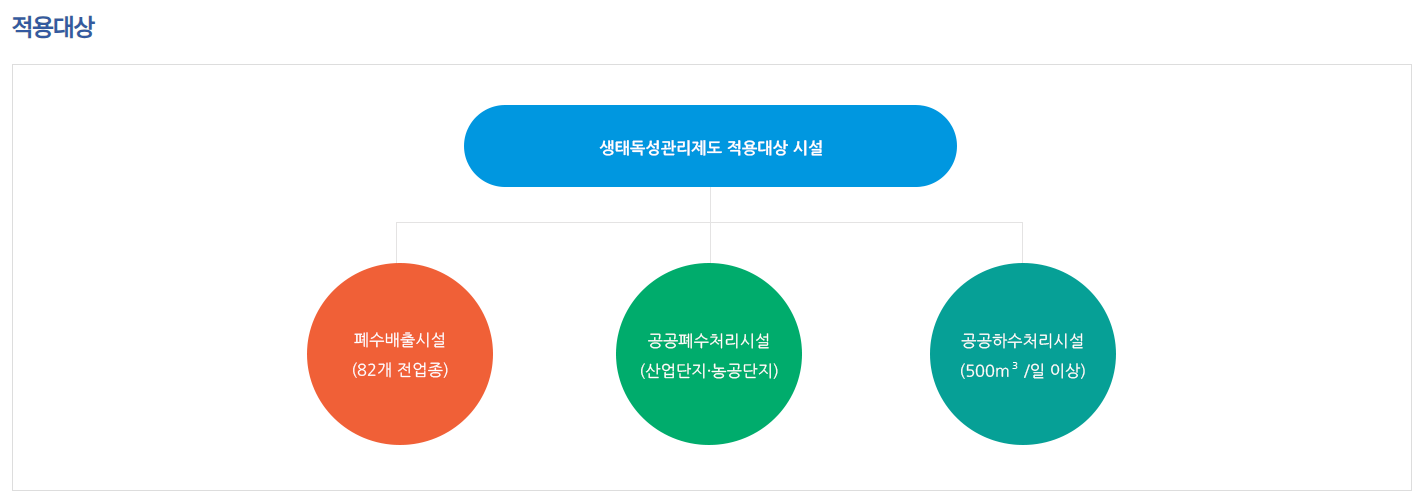 적용대상
생태독성관리제도 적용대상 시설
폐수배출시설
(82개 전업종)
공공폐수처리시설
(산업단지·농공단지)
공공하수처리시설
(500m³ /일 이상)